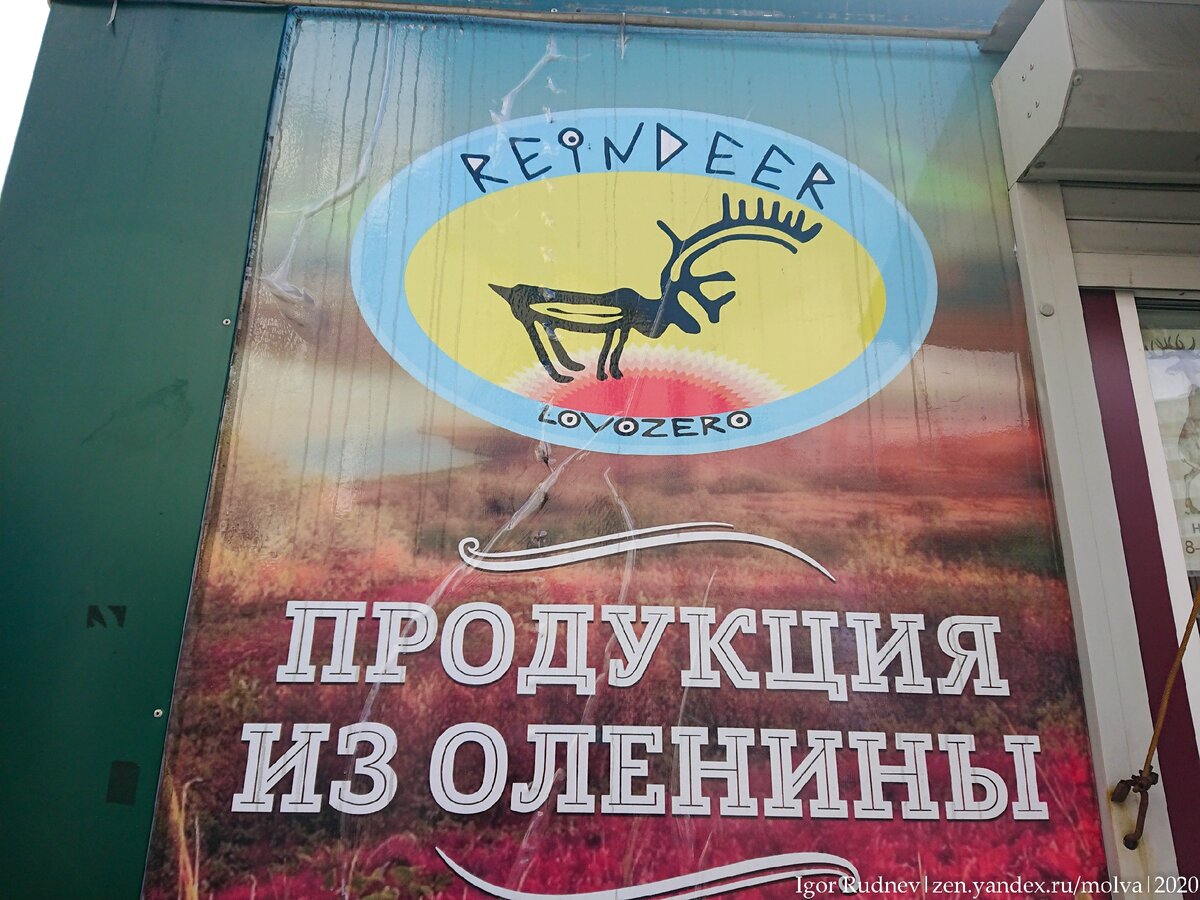 REINDEER
LOVOZERO
ПРОДУКЦИЯ
ИЗ ОЛЕНИНЫ
Igor Rudnev|zen.yandex.ru/molva|2020